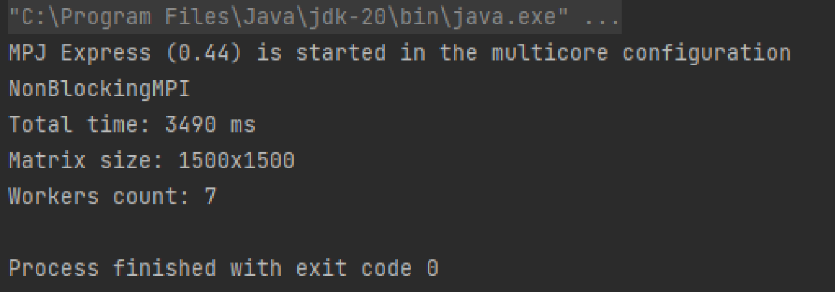 "C:\Program Files\Java\jdk-20\bin\java.exe" ...
MPJ Express (0.44) is started in the multicore configuration
NonBlockingMPI
Total time: 3490 ms
Matrix size: 1500x1500
Workers count: 7
Process finished with exit code 0